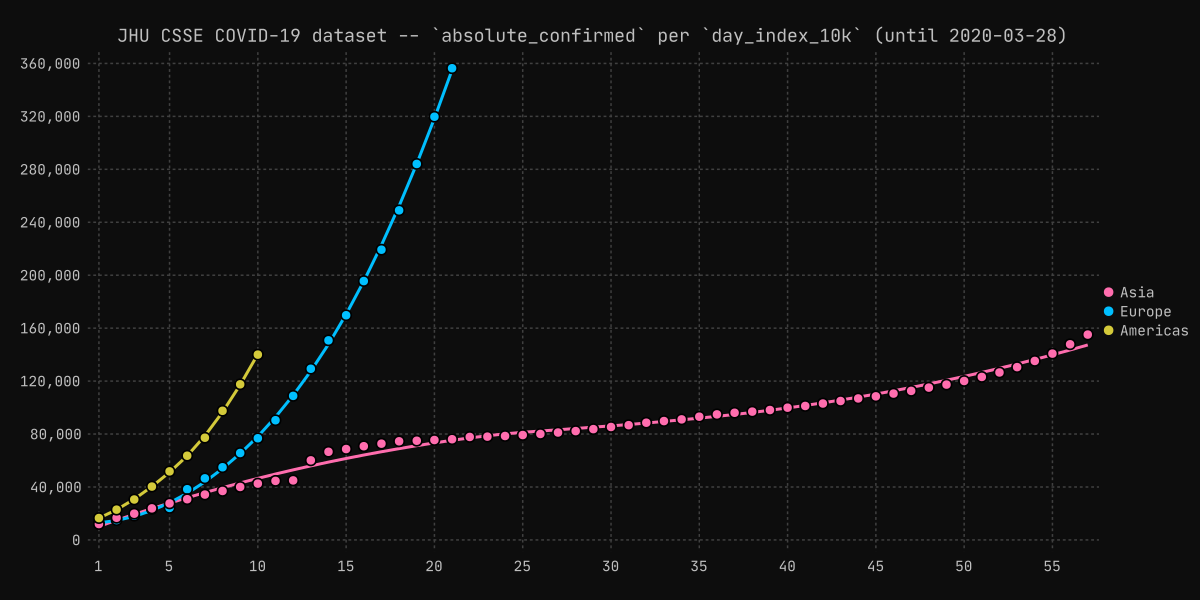 JHU CSSE COVID-19 dataset -- `absolute_confirmed` per `day_index_10k` (until 2020-03-28)
360,000
320,000
280,000
240,000
200,000
160,000
120,000
80,000
40,000
0
1 5 10 15 20 25 30 35 40 45 50 55
Asia
Europe
Americas